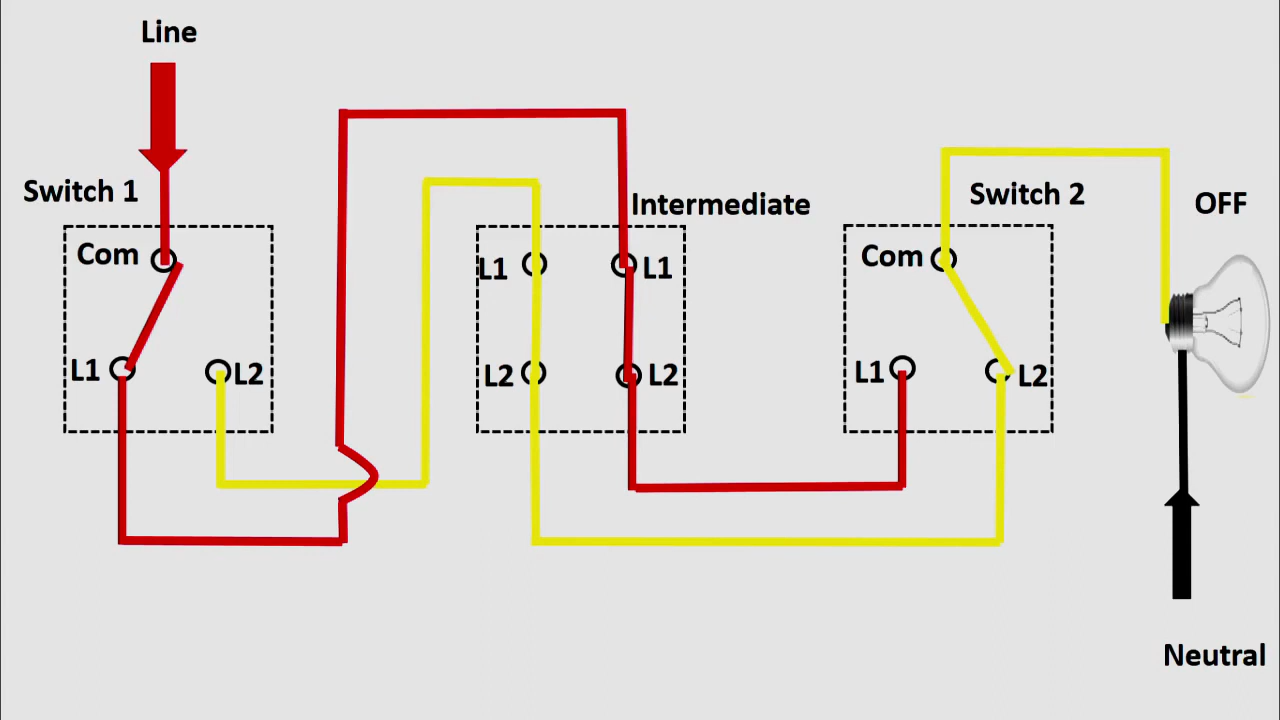 Line
Switch 1
Com
L1
L2
Intermediate
L1
L1
L2
L2
Switch 2
Com
L1
L2
OFF
Neutral